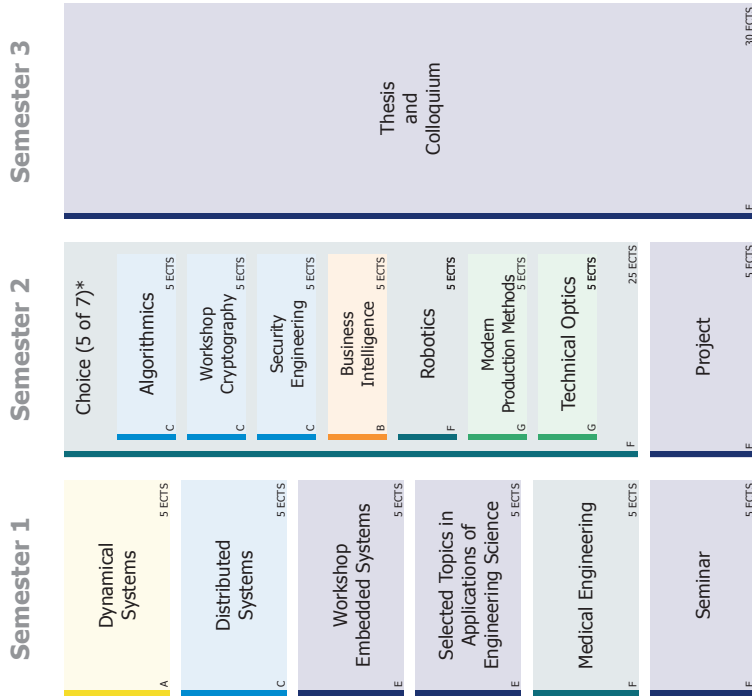 Semester 1
Dynamical
Systems
A
5 ECTS
Distributed
Systems
C
5 ECTS
Workshop
Embedded Systems
E
5 ECTS
Selected Topics in
Applications of
Engineering Science
E
5 ECTS
Medical Engineering
F
5 ECTS
Seminar
5 ECTS
Semester 2
Choice (5 of 7)*
Algorithmics
C
5 ECTS
Workshop
Cryptography
C
5 ECTS
Security
Engineering
C
5 ECTS
Business
Intelligence
B
5 ECTS
Robotics
F
5 ECTS
Modern
Production Methods
G
5 ECTS
Technical Optics
G
5 ECTS
F
25 ECTS
Project
5 ECTS
Semester 3
Thesis
and
Colloquium
30 ECTS